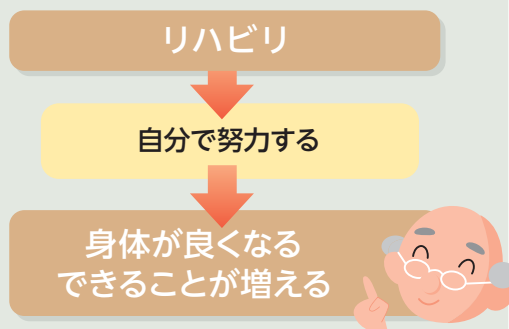 リハビリ
自分で努力する
身体が良くなる
できることが増える